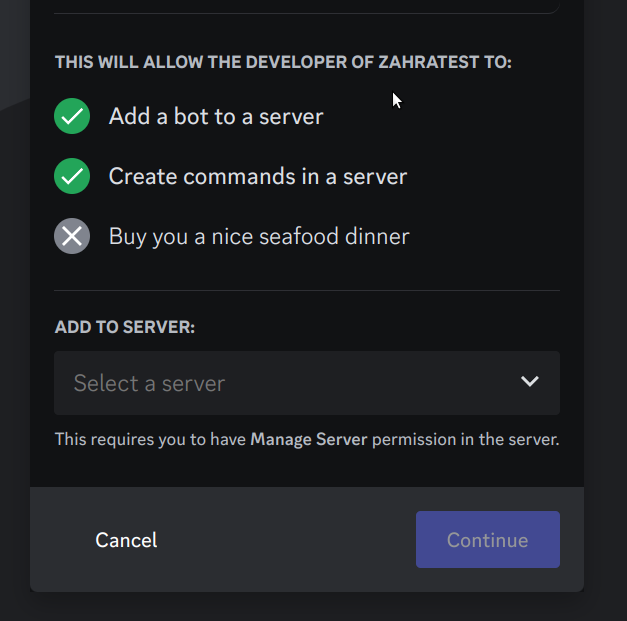 THIS WILL ALLOW THE DEVELOPER OF ZAHRATEST TO:
Add a bot to a server
Create commands in a server
Buy you a nice seafood dinner
ADD TO SERVER:
Select a server
This requires you to have Manage Server permission in the server.
Cancel
Continue